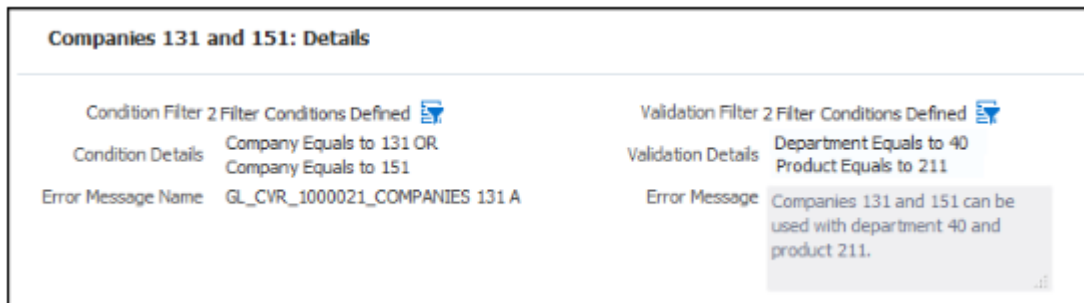 Companies 131 and 151: Details
Condition Filter 2 Filter Conditions Defined
Condition Details Company Equals to 131 OR
Company Equals to 151
Error Message Name GL_CVR_1000021_COMPANIES 131 A
Validation Filter 2 Filter Conditions Defined
Validation Details Department Equals to 40
Product Equals to 211
Error Message Companies 131 and 151 can be
used with department 40 and
product 211.